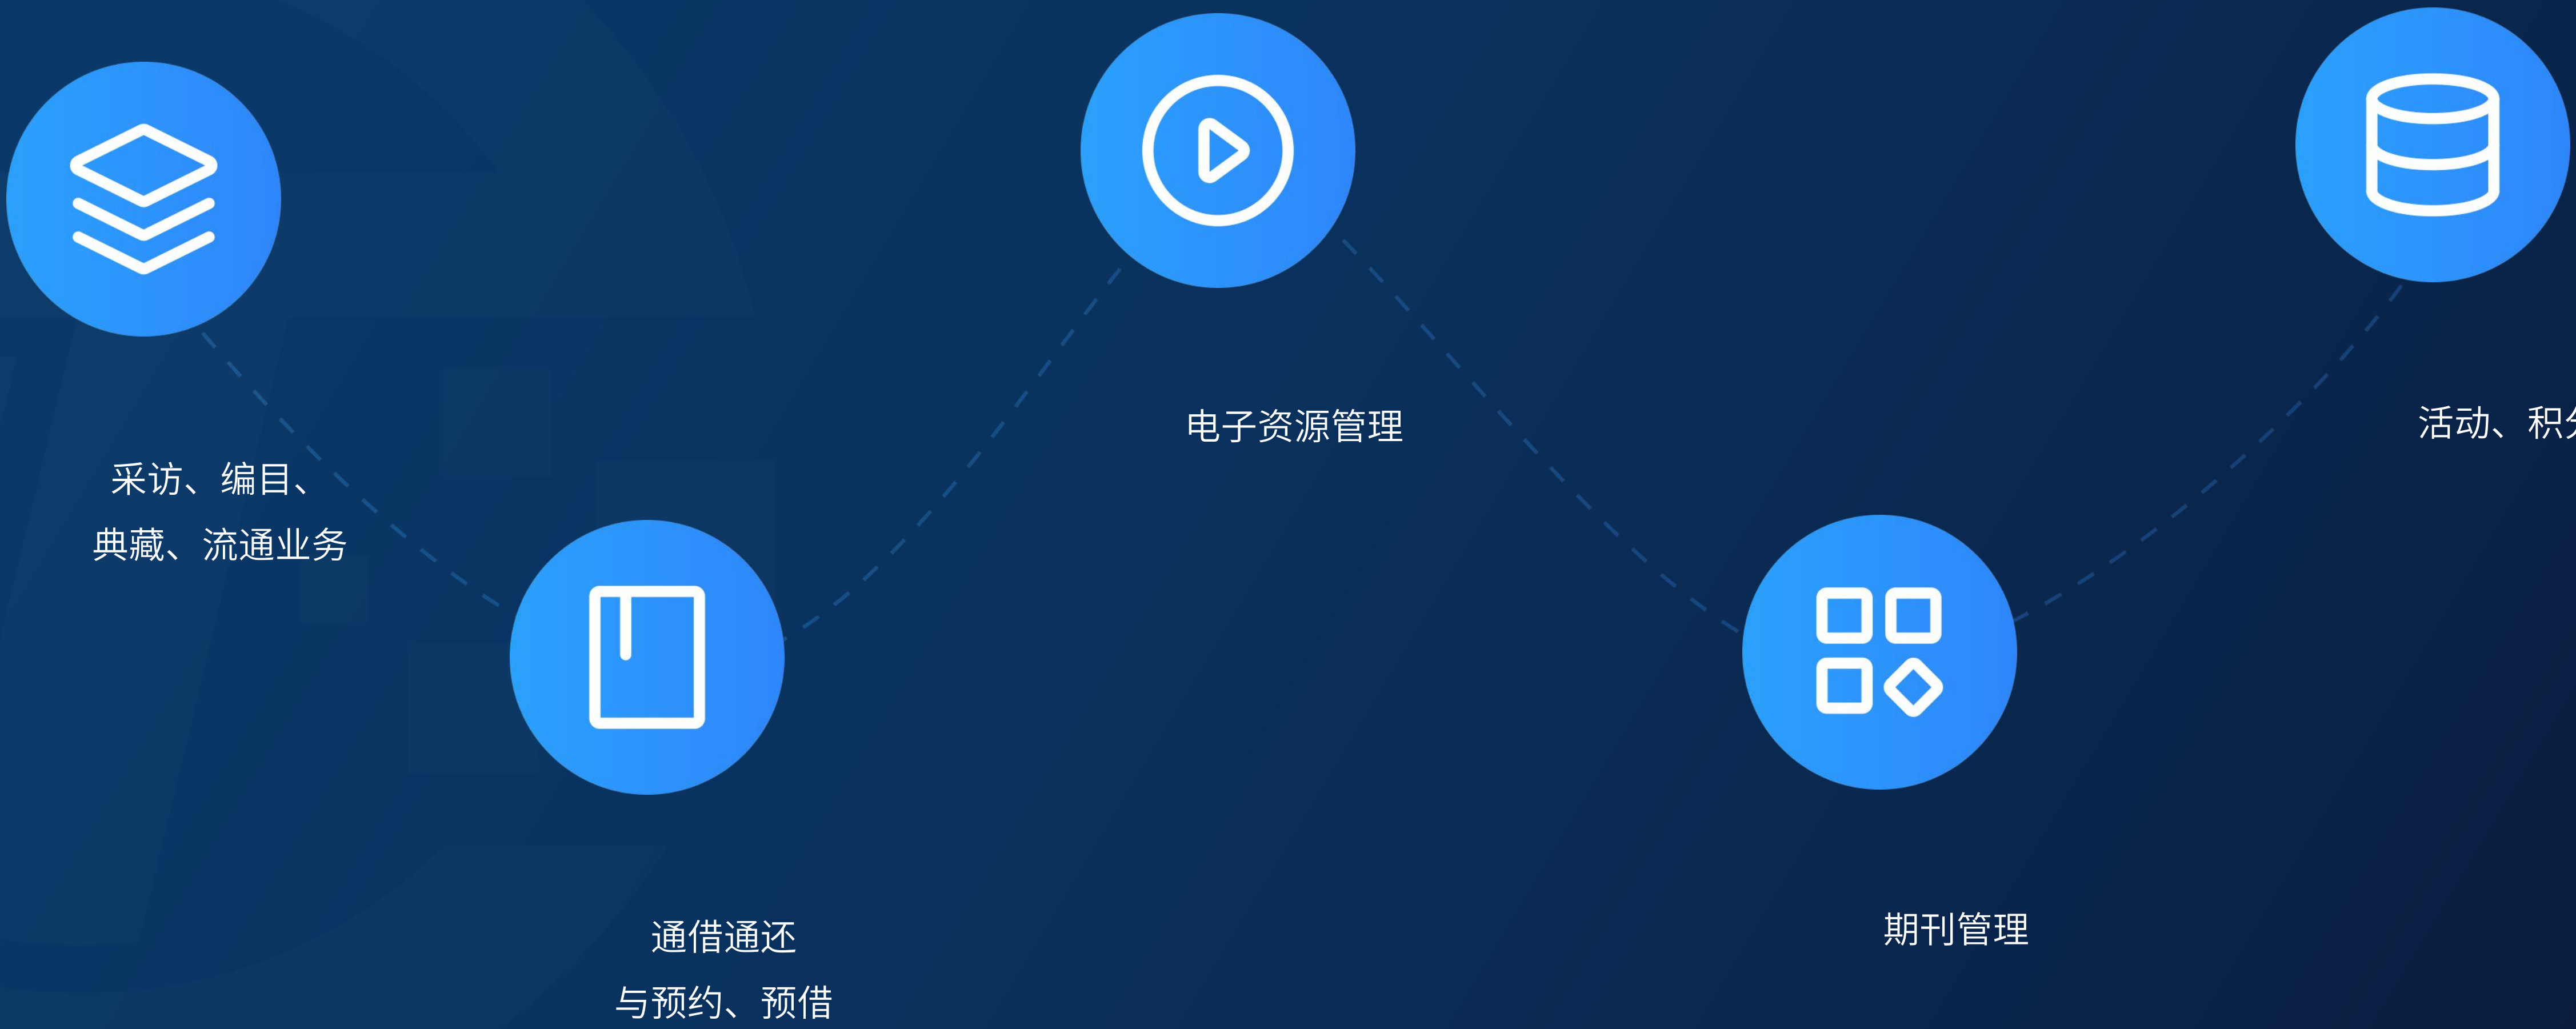 采访、编目、
典藏、流通业务
通借通还
与预约、预借
电子资源管理
期刊管理
活动、积